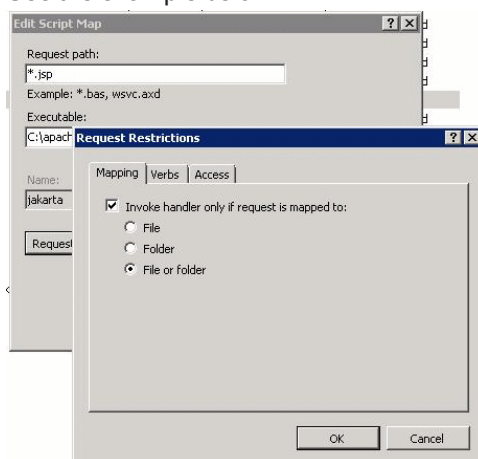 Edit Script Map
Request path:
*.jsp
Example: *.bas, wsvc.axd
Executable:
C:\apach
Name:
jakarta
Request
Request Restrictions
Mapping
Verbs
Access
Invoke handler only if request is mapped to:
File
Folder
File or folder
OK
Cancel